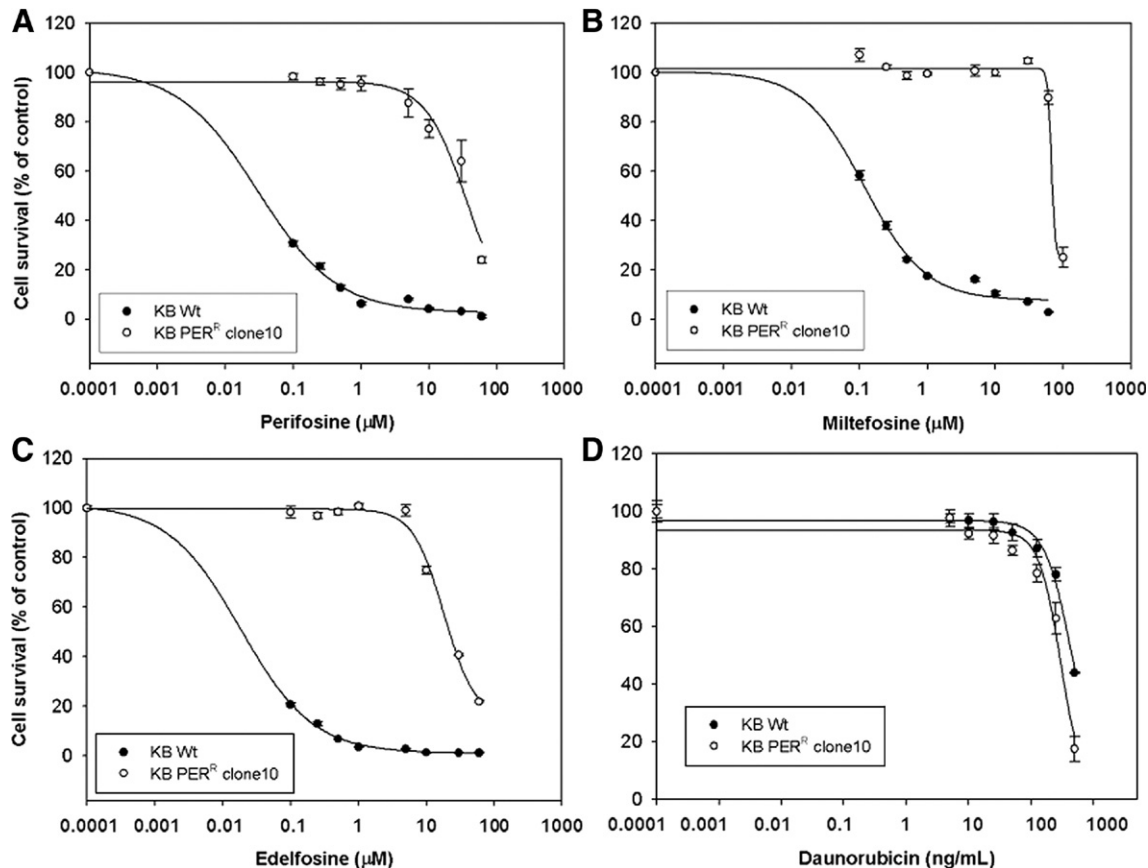 A
120
100
80
60
40
20
0
Cell survival (% of control)
KB Wt
KB PERᴿ clone10
0.0001 0.001 0.01 0.1 1 10 100 1000
Perifosine (µM)
B
120
100
80
60
40
20
0
KB Wt
KB PERᴿ clone10
0.0001 0.001 0.01 0.1 1 10 100 1000
Miltefosine (µM)
C
120
100
80
60
40
20
0
Cell survival (% of control)
KB Wt
KB PERᴿ clone10
0.0001 0.001 0.01 0.1 1 10 100 1000
Edelfosine (µM)
D
120
100
80
60
40
20
0
KB Wt
KB PERᴿ clone10
0.0001 0.001 0.01 0.1 1 10 100 1000
Daunorubicin (ng/mL)